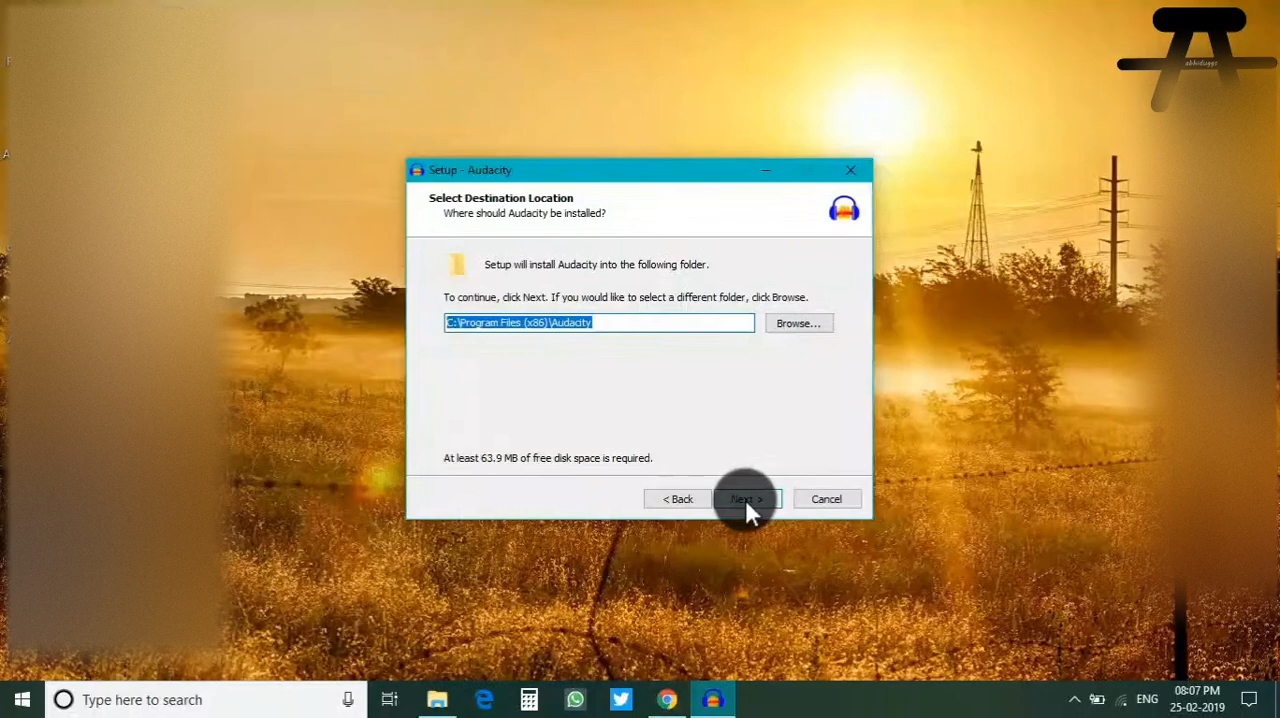 Setup - Audacity
Select Destination Location
Where should Audacity be installed?
Setup will install Audacity into the following folder.
To continue, click Next. If you would like to select a different folder, click Browse.
C:\Program Files (x86)\Audacity
Browse...
At least 63.9 MB of free disk space is required.
< Back
Next >
Cancel
Type here to search
ENG
08:07 PM
25-02-2019